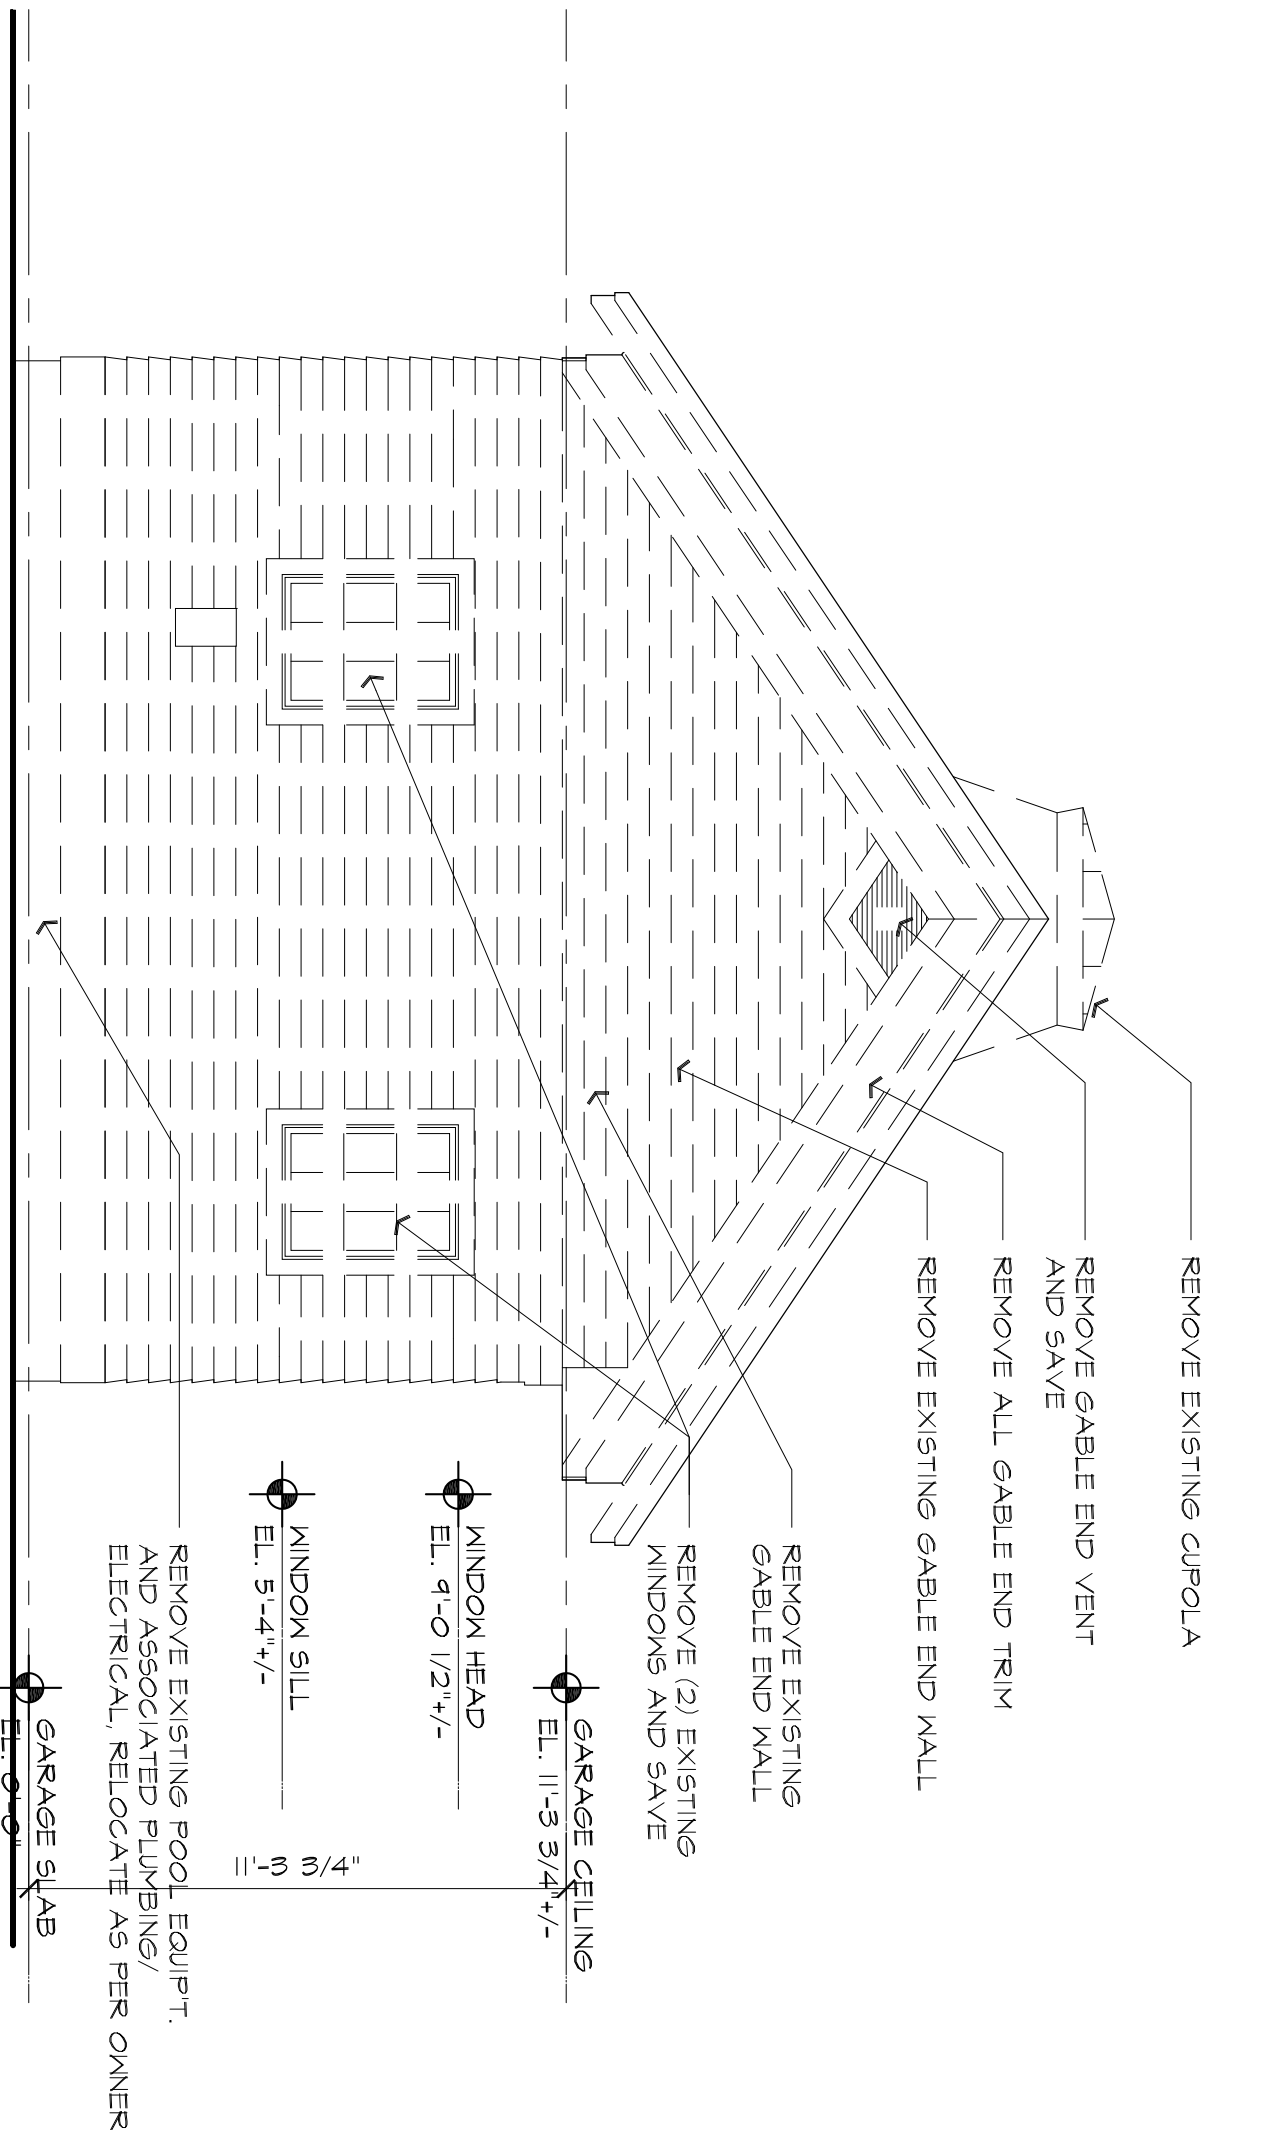 REMOVE EXISTING CUPOLA
REMOVE GABLE END VENT
AND SAVE
REMOVE ALL GABLE END TRIM
REMOVE EXISTING GABLE END WALL
REMOVE EXISTING
GABLE END WALL
REMOVE (2) EXISTING
WINDOWS AND SAVE
GARAGE CEILING
EL. 11'-3 3/4"+/-
WINDOW HEAD
EL. 9'-0 1/2"+/-
11'-3 3/4"
WINDOW SILL
EL. 5'-4"+/-
REMOVE EXISTING POOL EQUIP'T.
AND ASSOCIATED PLUMBING/
ELECTRICAL, RELOCATE AS PER OWNER
GARAGE SLAB
EL. 0'-0"